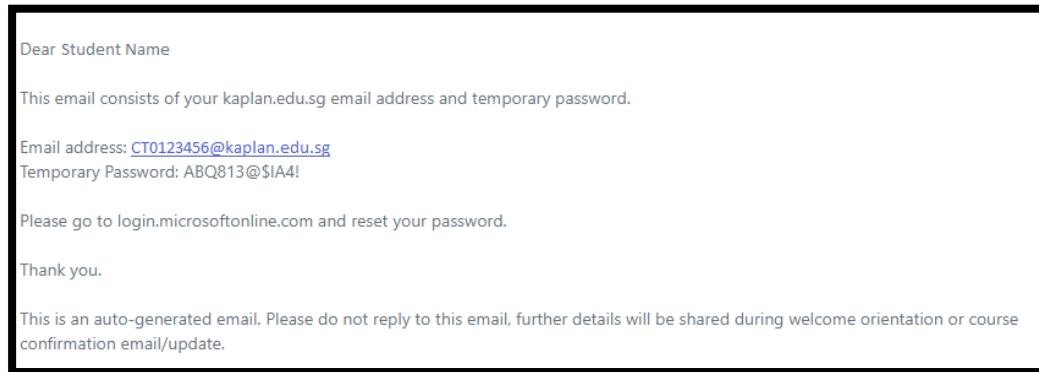 Dear Student Name
This email consists of your kaplan.edu.sg email address and temporary password.
Email address: CT0123456@kaplan.edu.sg
Temporary Password: ABQ813@$IA4!
Please go to login.microsoftonline.com and reset your password.
Thank you.
This is an auto-generated email. Please do not reply to this email, further details will be shared during welcome orientation or course
confirmation email/update.